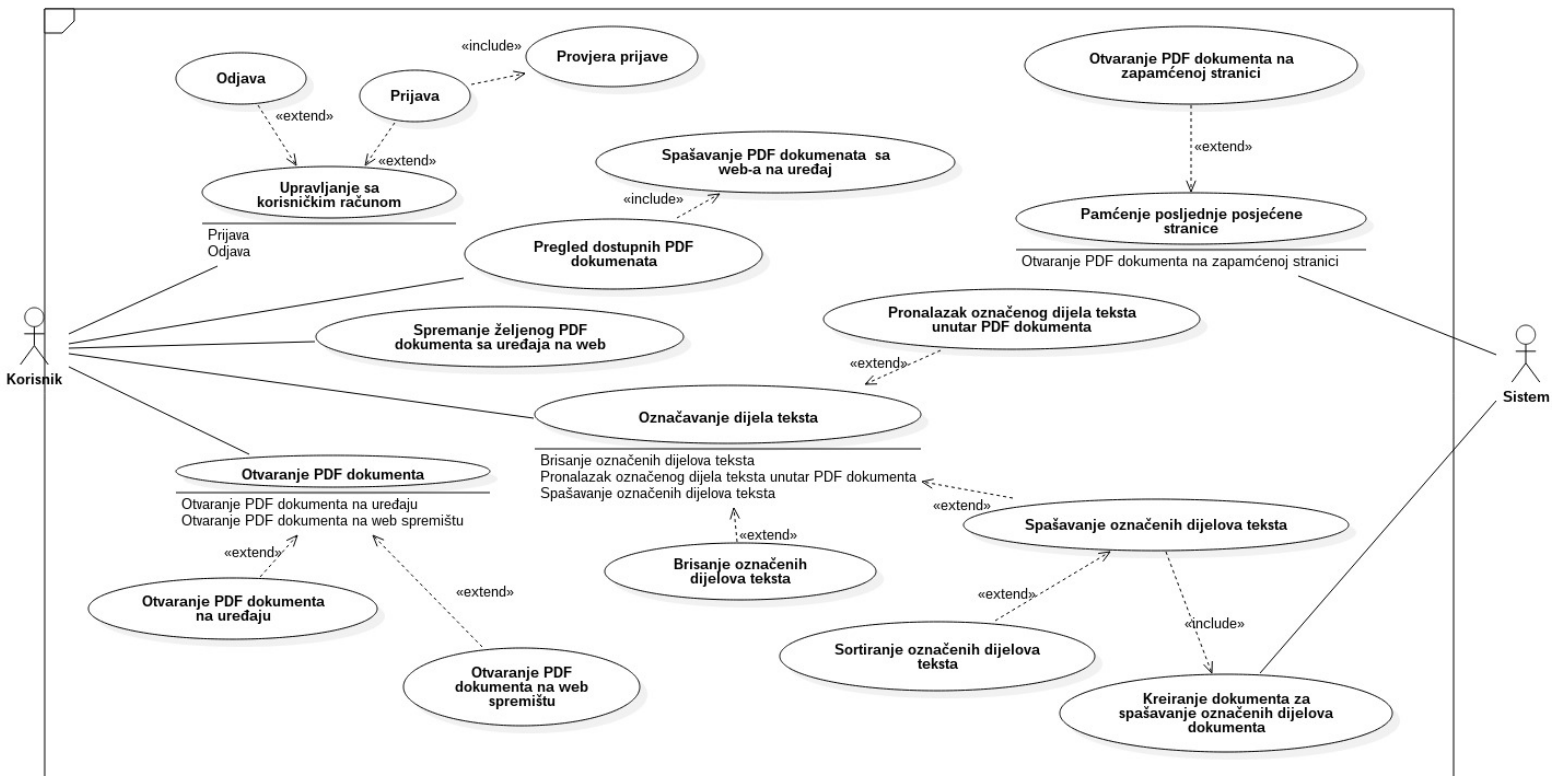 Odjava
«extend»
Prijava
«include»
Provjera prijave
«extend»
Upravljanje sa
korisničkim računom
Prijava
Odjava
Spašavanje PDF dokumenata sa
web-a na uređaj
«include»
Pregled dostupnih PDF
dokumenata
Otvaranje PDF dokumenta na
zapamćenoj stranici
«extend»
Pamćenje posljednje posjećene
stranice
Otvaranje PDF dokumenta na zapamćenoj stranici
Spremanje željenog PDF
dokumenta sa uređaja na web
Pronalazak označenog dijela teksta
unutar PDF dokumenta
«extend»
Korisnik
Sistem
Označavanje dijela teksta
Brisanje označenih dijelova teksta
Pronalazak označenog dijela teksta unutar PDF dokumenta
Spašavanje označenih dijelova teksta
Otvaranje PDF dokumenta
Otvaranje PDF dokumenta na uređaju
Otvaranje PDF dokumenta na web spremištu
«extend»
Otvaranje PDF dokumenta
na uređaju
«extend»
Otvaranje PDF
dokumenta na web
spremištu
«extend»
Brisanje označenih
dijelova teksta
«extend»
Spašavanje označenih dijelova teksta
«extend»
Sortiranje označenih dijelova
teksta
«include»
Kreiranje dokumenta za
spašavanje označenih dijelova
dokumenta